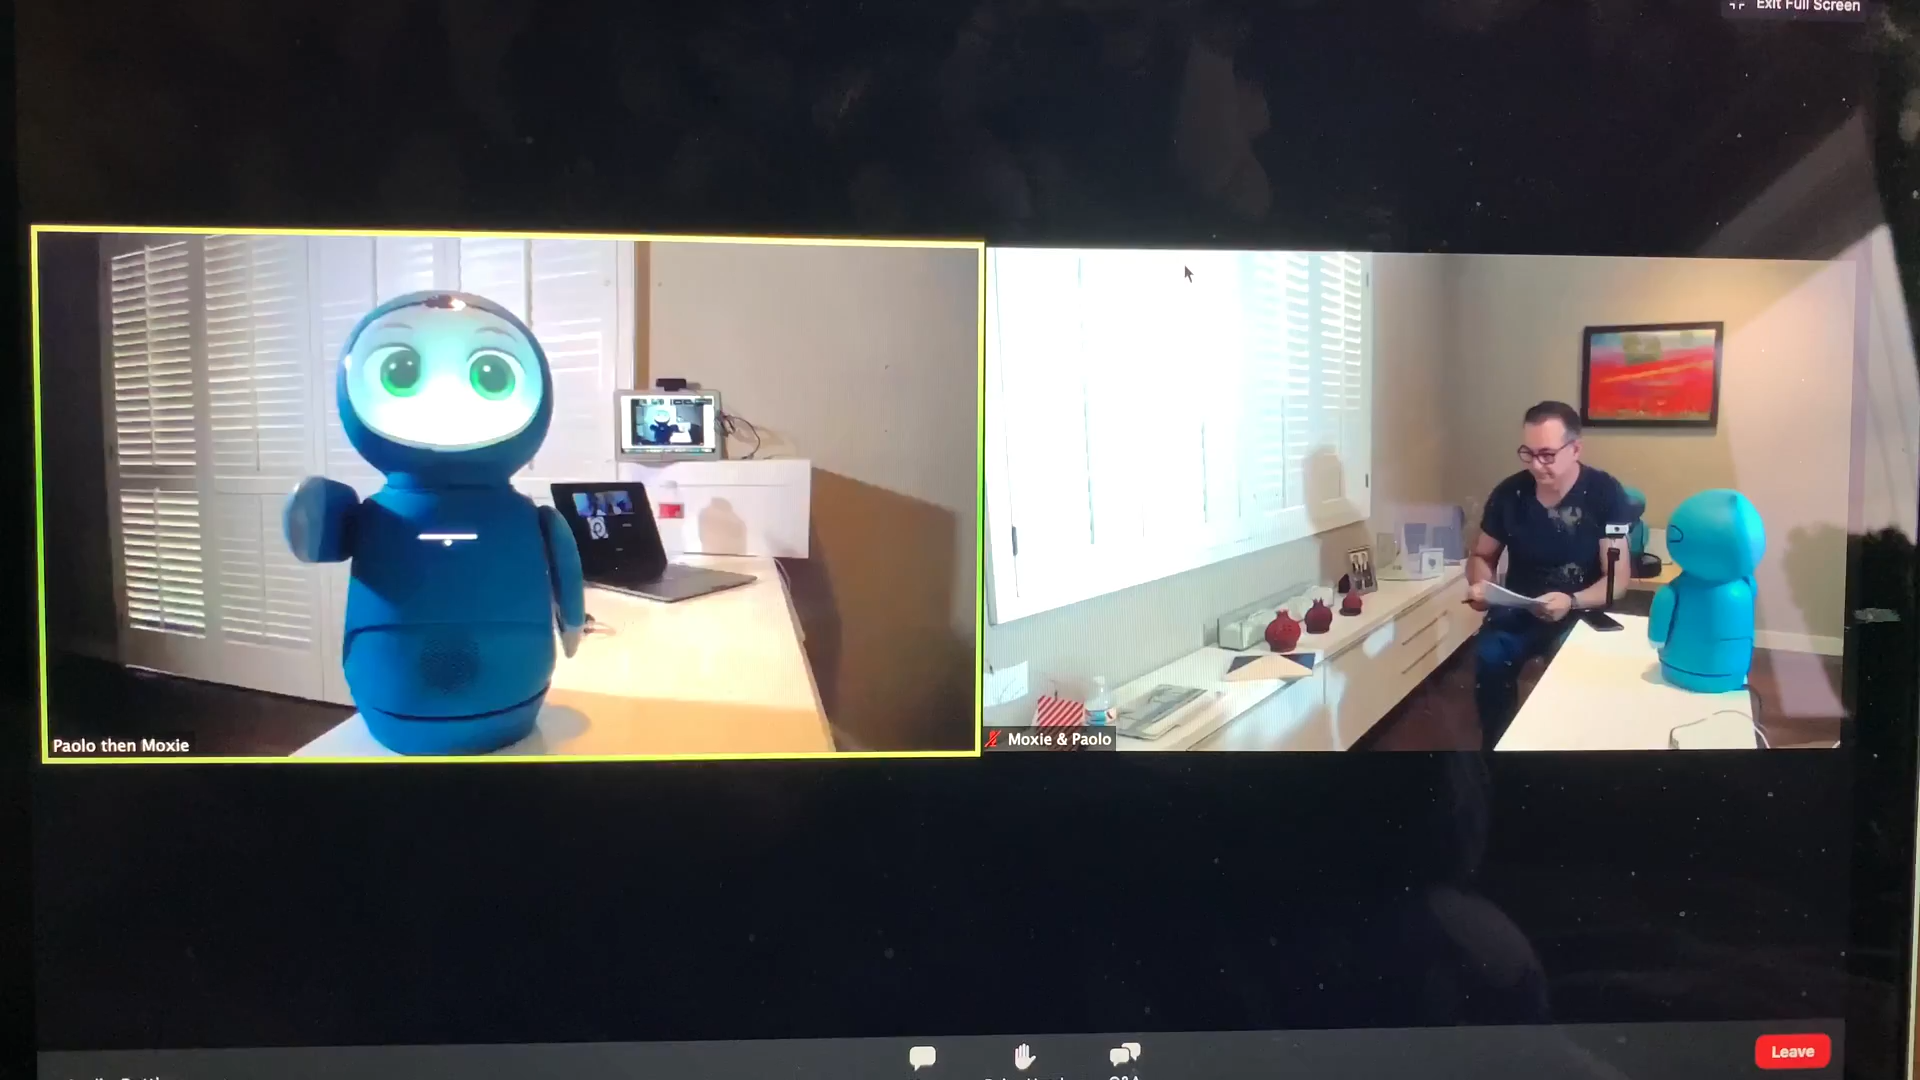 Exit Full Screen
Paolo then Moxie
Moxie & Paolo
Leave
Q&A